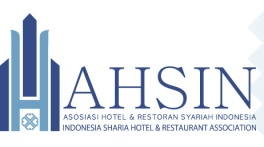 AHSIN
ASOSIASI HOTEL & RESTORAN SYARIAH INDONESIA
INDONESIA SHARIA HOTEL & RESTAURANT ASSOCIATION